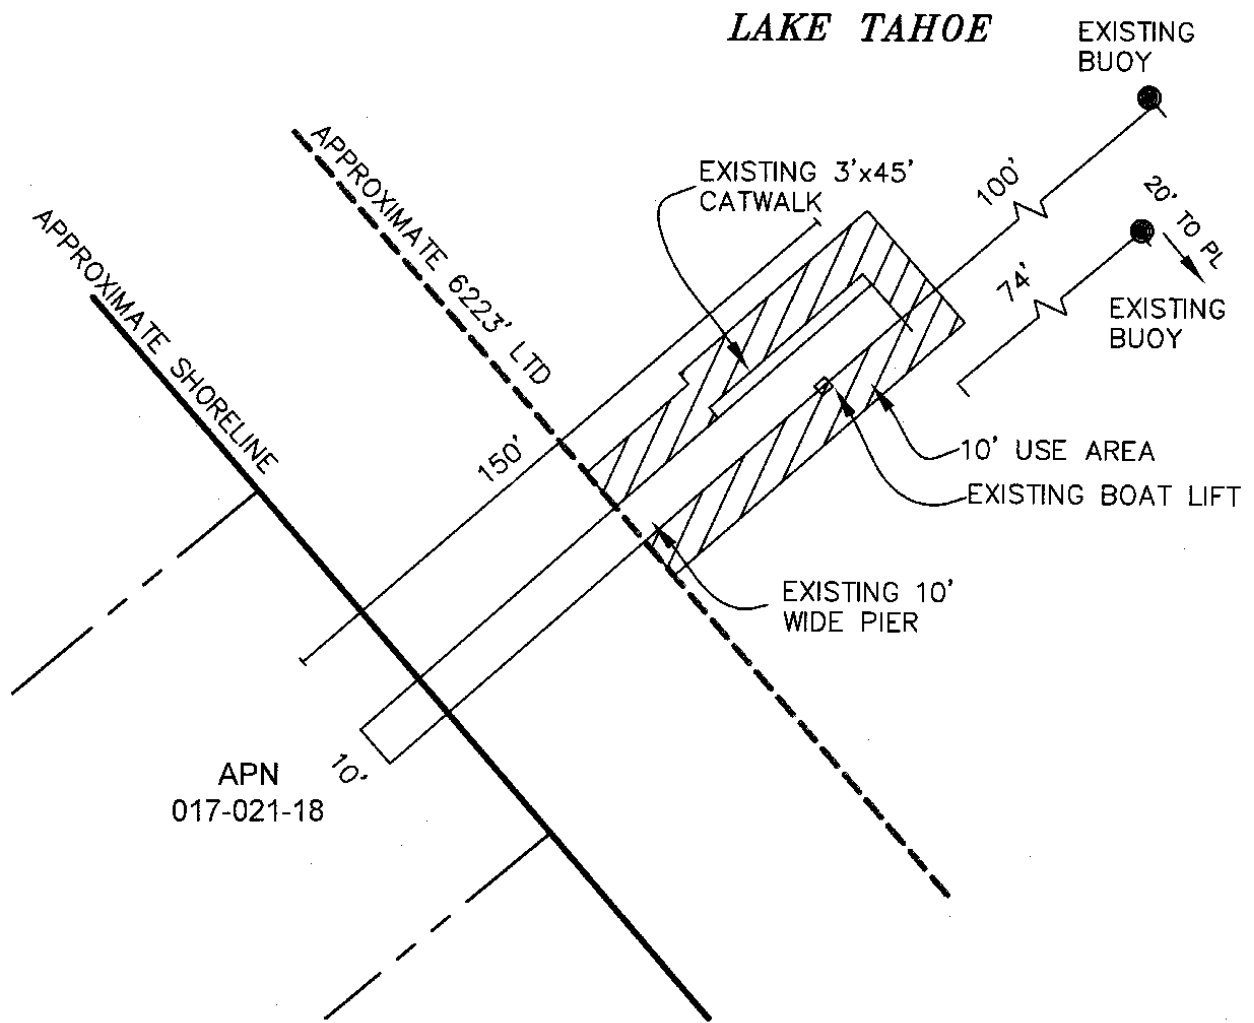 LAKE TAHOE
EXISTING
BUOY
APPROXIMATE 6223' LTD
APPROXIMATE SHORELINE
EXISTING 3'x45'
CATWALK
100'
20' TO PL
74'
EXISTING
BUOY
150'
10' USE AREA
EXISTING BOAT LIFT
EXISTING 10'
WIDE PIER
10'
APN
017-021-18